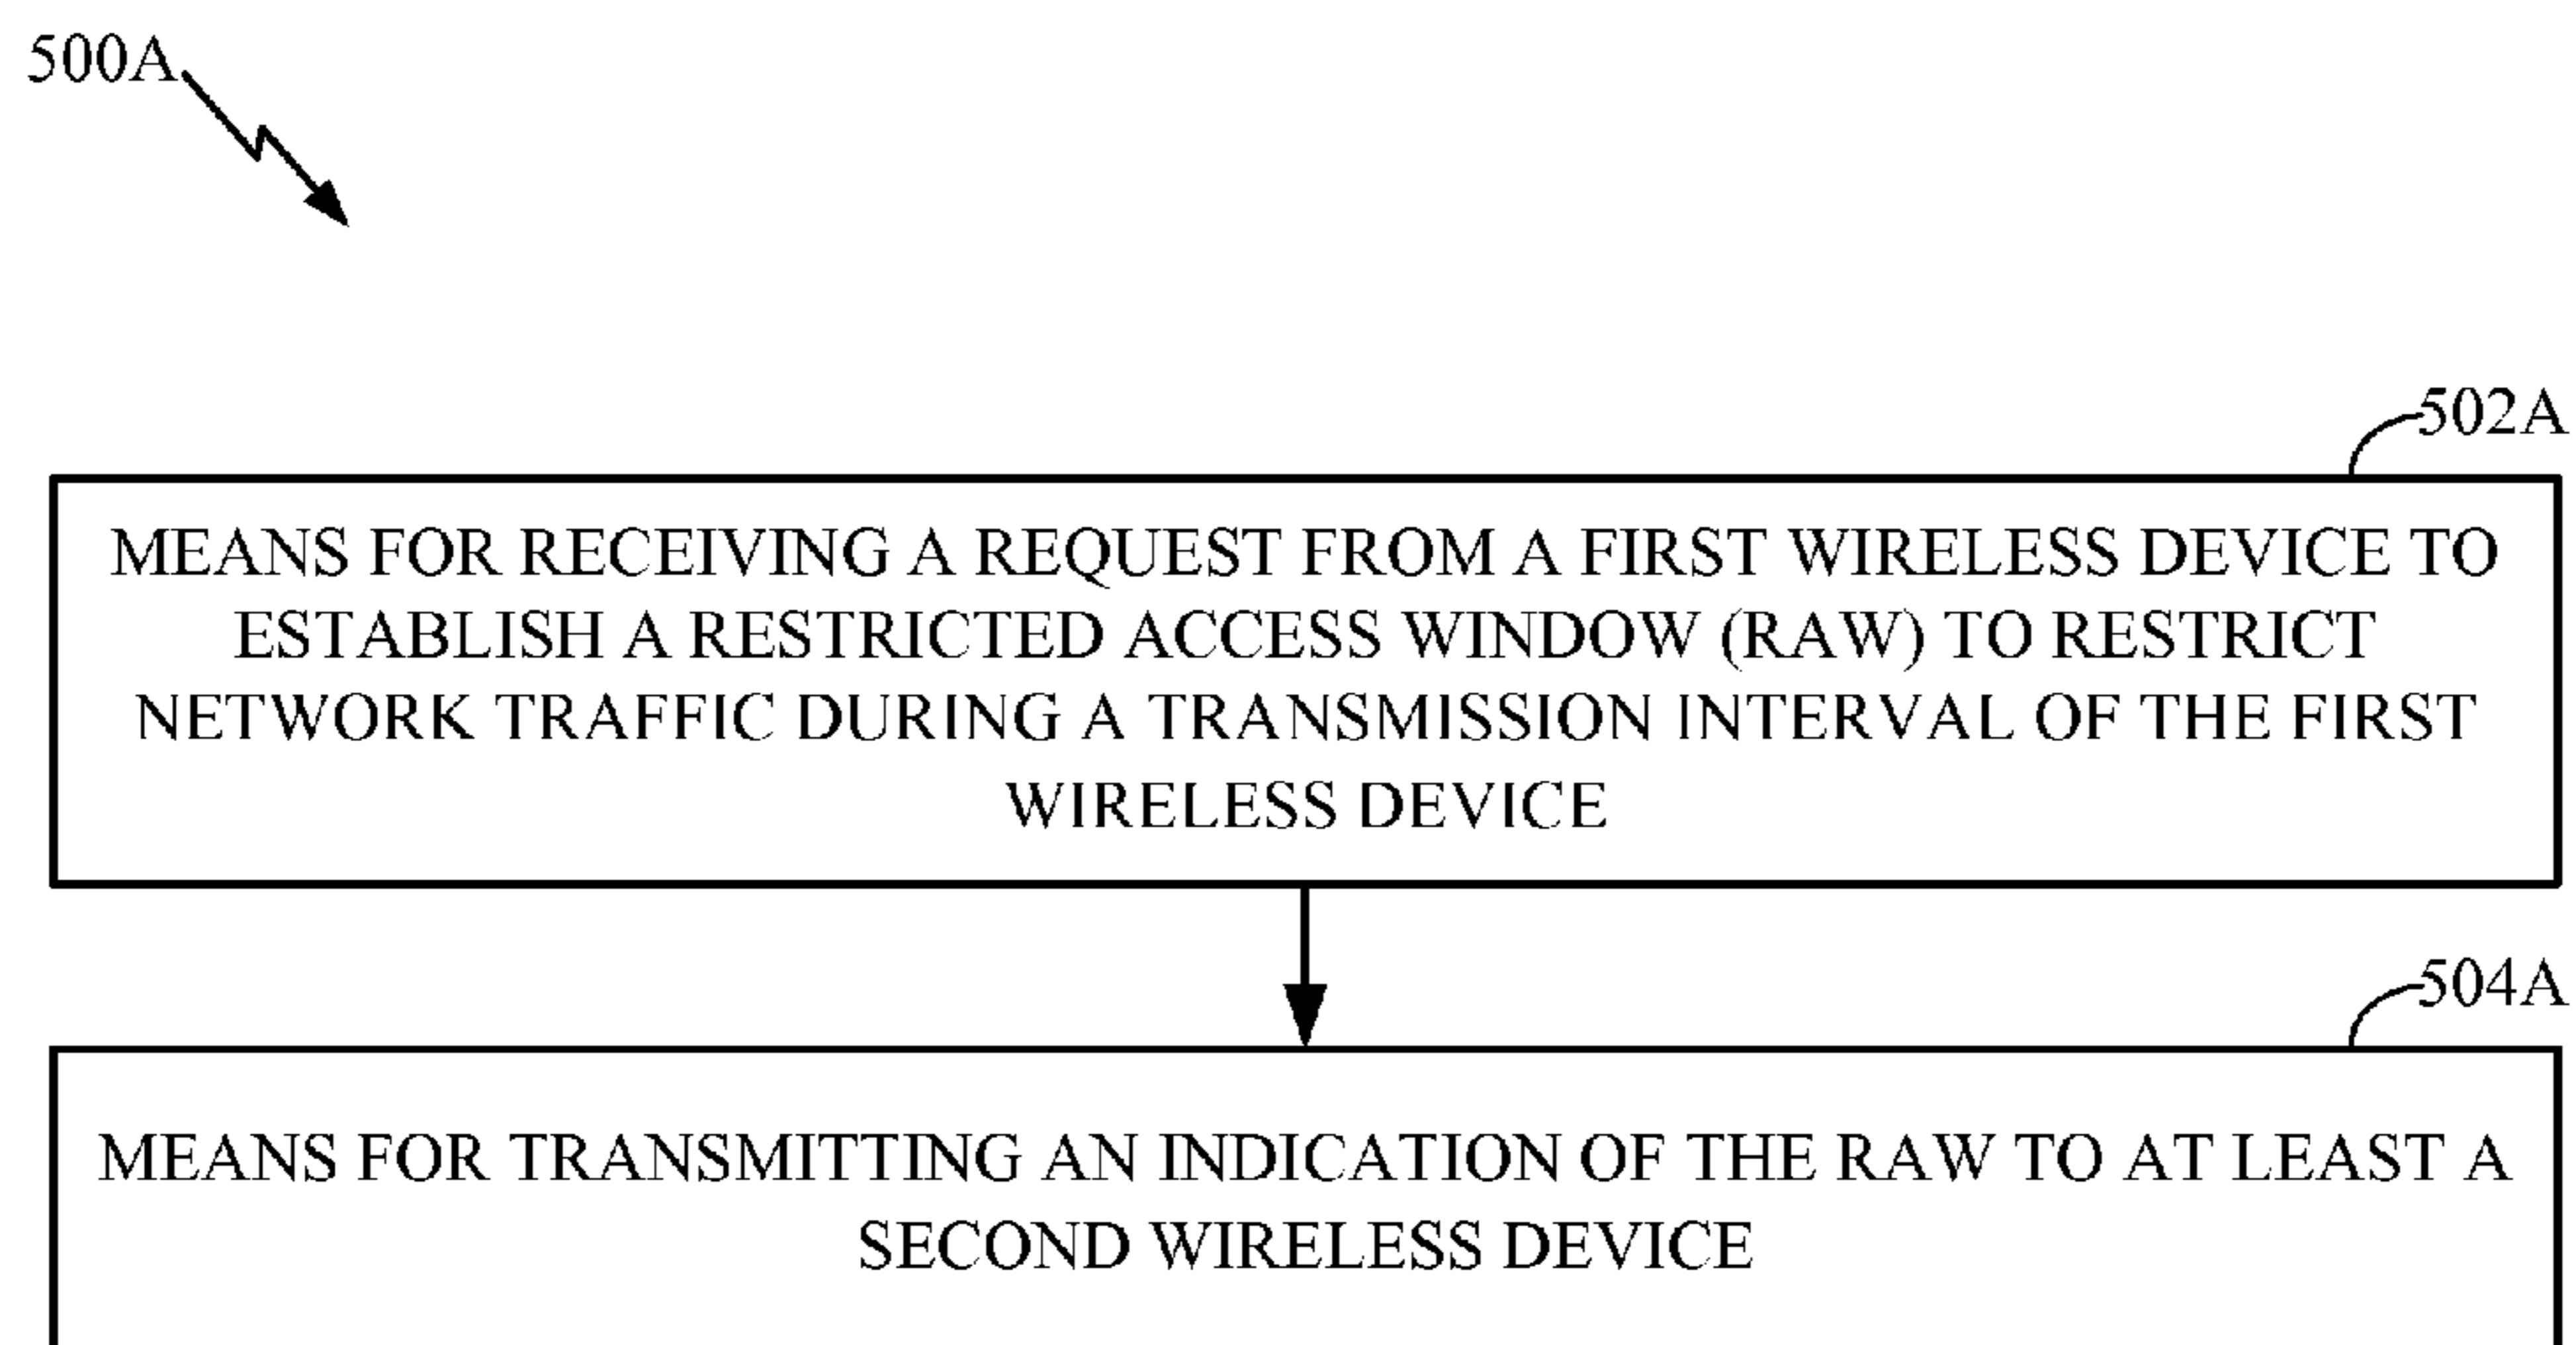 500A
502A
MEANS FOR RECEIVING A REQUEST FROM A FIRST WIRELESS DEVICE TO
ESTABLISH A RESTRICTED ACCESS WINDOW (RAW) TO RESTRICT
NETWORK TRAFFIC DURING A TRANSMISSION INTERVAL OF THE FIRST
WIRELESS DEVICE
504A
MEANS FOR TRANSMITTING AN INDICATION OF THE RAW TO AT LEAST A
SECOND WIRELESS DEVICE